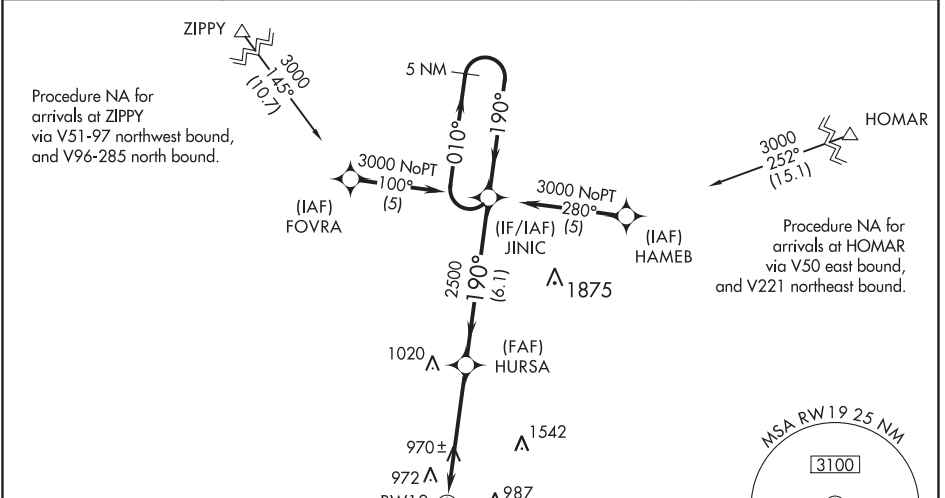 ZIPPY
3000
145°
(10.7)
Procedure NA for
arrivals at ZIPPY
via V51-97 northwest bound,
and V96-285 north bound.
5 NM
010°
190°
HOMAR
3000
252°
(15.1)
3000 NoPT
100°
(5)
(IAF)
FOVRA
3000 NoPT
280°
(5)
(IF/IAF)
JINIC
(IAF)
HAMEB
Procedure NA for
arrivals at HOMAR
via V50 east bound,
and V221 northeast bound.
2500
190°
(6.1)
1875
1020
(FAF)
HURSA
970±
1542
972
987
MSA RW19 25 NM
3100